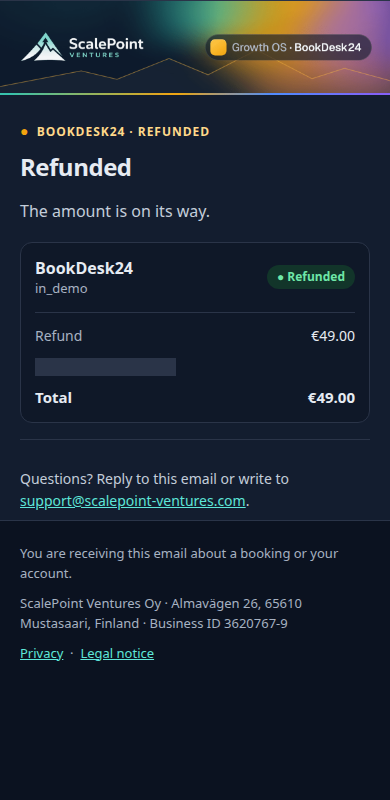 ScalePoint
VENTURES
Growth OS · BookDesk24
BOOKDESK24 · REFUNDED
Refunded
The amount is on its way.
BookDesk24
in_demo
Refunded
Refund €49.00
Total €49.00
Questions? Reply to this email or write to
support@scalepoint-ventures.com.
You are receiving this email about a booking or your
account.
ScalePoint Ventures Oy · Almavägen 26, 65610
Mustasaari, Finland · Business ID 3620767-9
Privacy · Legal notice